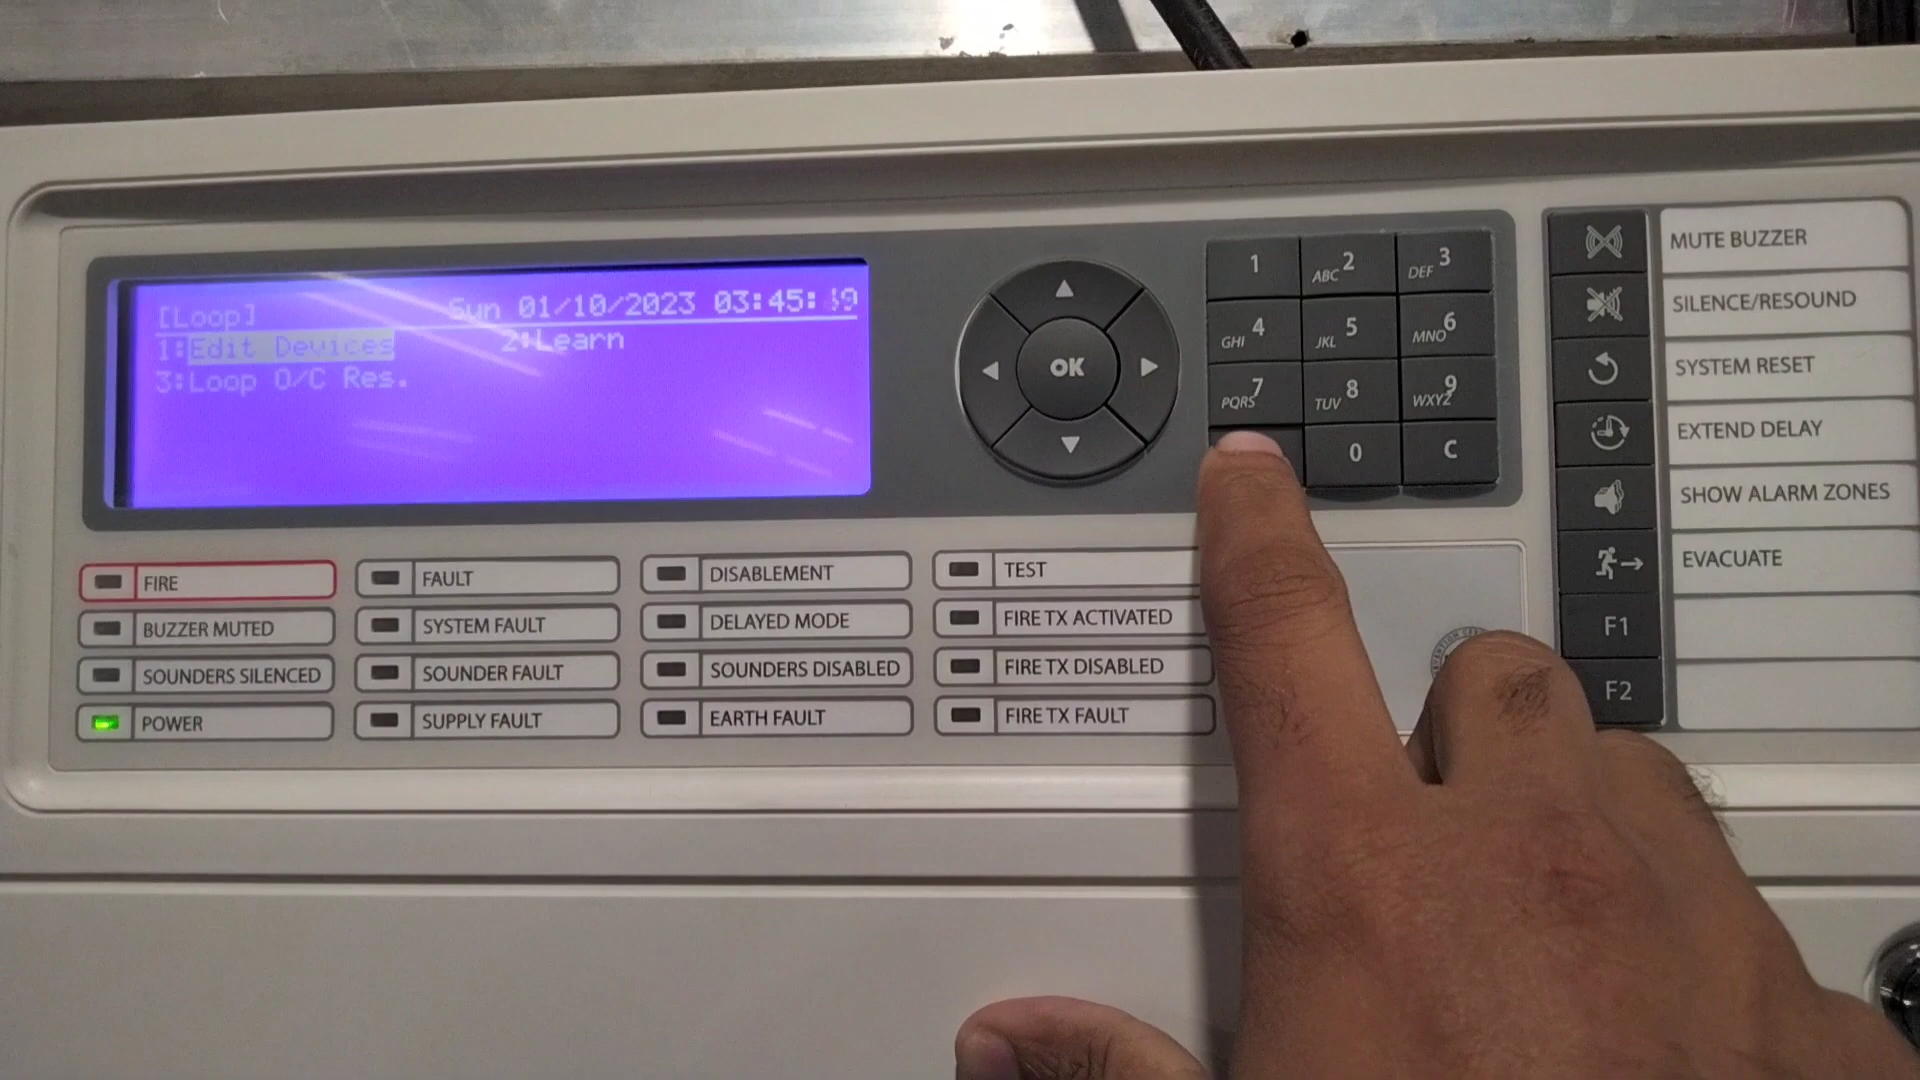 [Loop] Sun 01/10/2023 03:45:
1:Edit Devices 2:Learn
3:Loop O/C Res.
OK
1 ABC 2 DEF 3
GHI 4 JKL 5 MNO 6
PQRS 7 TUV 8 WXYZ 9
0 C
MUTE BUZZER
SILENCE/RESOUND
SYSTEM RESET
EXTEND DELAY
SHOW ALARM ZONES
EVACUATE
F1
F2
FIRE FAULT DISABLEMENT TEST
BUZZER MUTED SYSTEM FAULT DELAYED MODE FIRE TX ACTIVATED
SOUNDERS SILENCED SOUNDER FAULT SOUNDERS DISABLED FIRE TX DISABLED
POWER SUPPLY FAULT EARTH FAULT FIRE TX FAULT